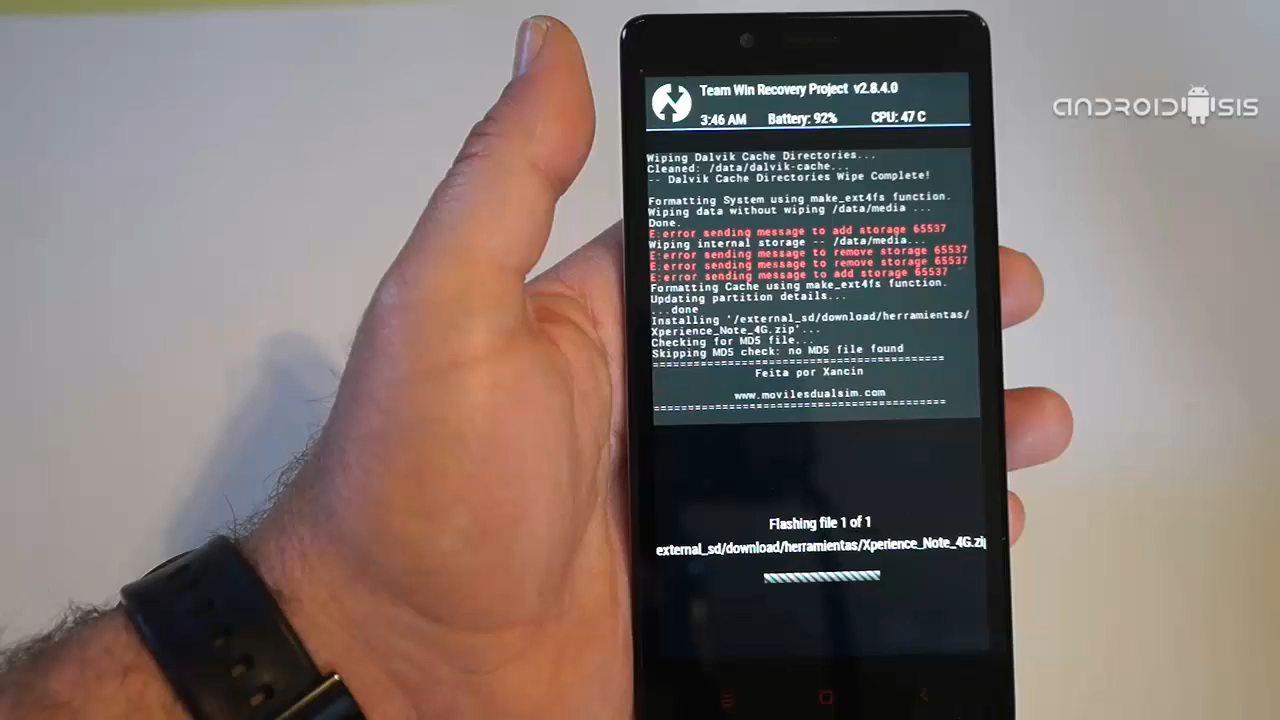 Team Win Recovery Project v2.8.4.0
3:46 AM Battery: 92% CPU: 47 C
ANDROIDSIS
Wiping Dalvik Cache Directories...
Cleaned: /data/dalvik-cache...
-- Dalvik Cache Directories Wipe Complete!
Formatting System using make_ext4fs function.
Wiping data without wiping /data/media ...
Done.
E:error sending message to add storage 65537
Wiping internal storage -- /data/media...
E:error sending message to remove storage 65537
E:error sending message to remove storage 65537
E:error sending message to add storage 65537
Formatting Cache using make_ext4fs function.
Updating partition details...
...done
Installing '/external_sd/download/herramientas/
Xperience_Note_4G.zip'...
Checking for MD5 file...
Skipping MD5 check: no MD5 file found
Feita por Xancin
www.movilesdualsim.com
Flashing file 1 of 1
external_sd/download/herramientas/Xperience_Note_4G.zip